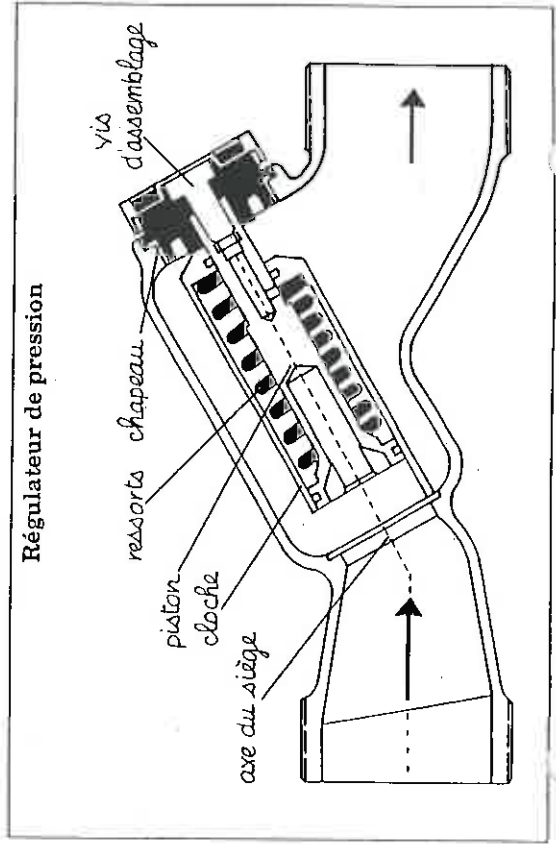 Régulateur de pression
vis
d'assemblage
chapeau
ressorts
piston
cloche
axe du siège